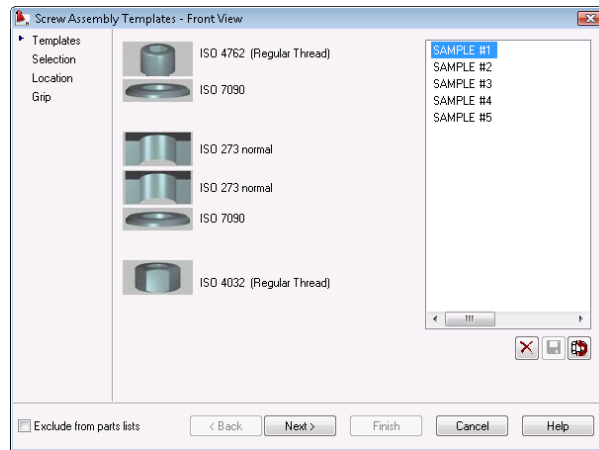 Screw Assembly Templates - Front View
Templates
Selection
Location
Grip
ISO 4762 (Regular Thread)
ISO 7090
ISO 273 normal
ISO 273 normal
ISO 7090
ISO 4032 (Regular Thread)
SAMPLE #1
SAMPLE #2
SAMPLE #3
SAMPLE #4
SAMPLE #5
Exclude from parts lists
< Back
Next >
Finish
Cancel
Help